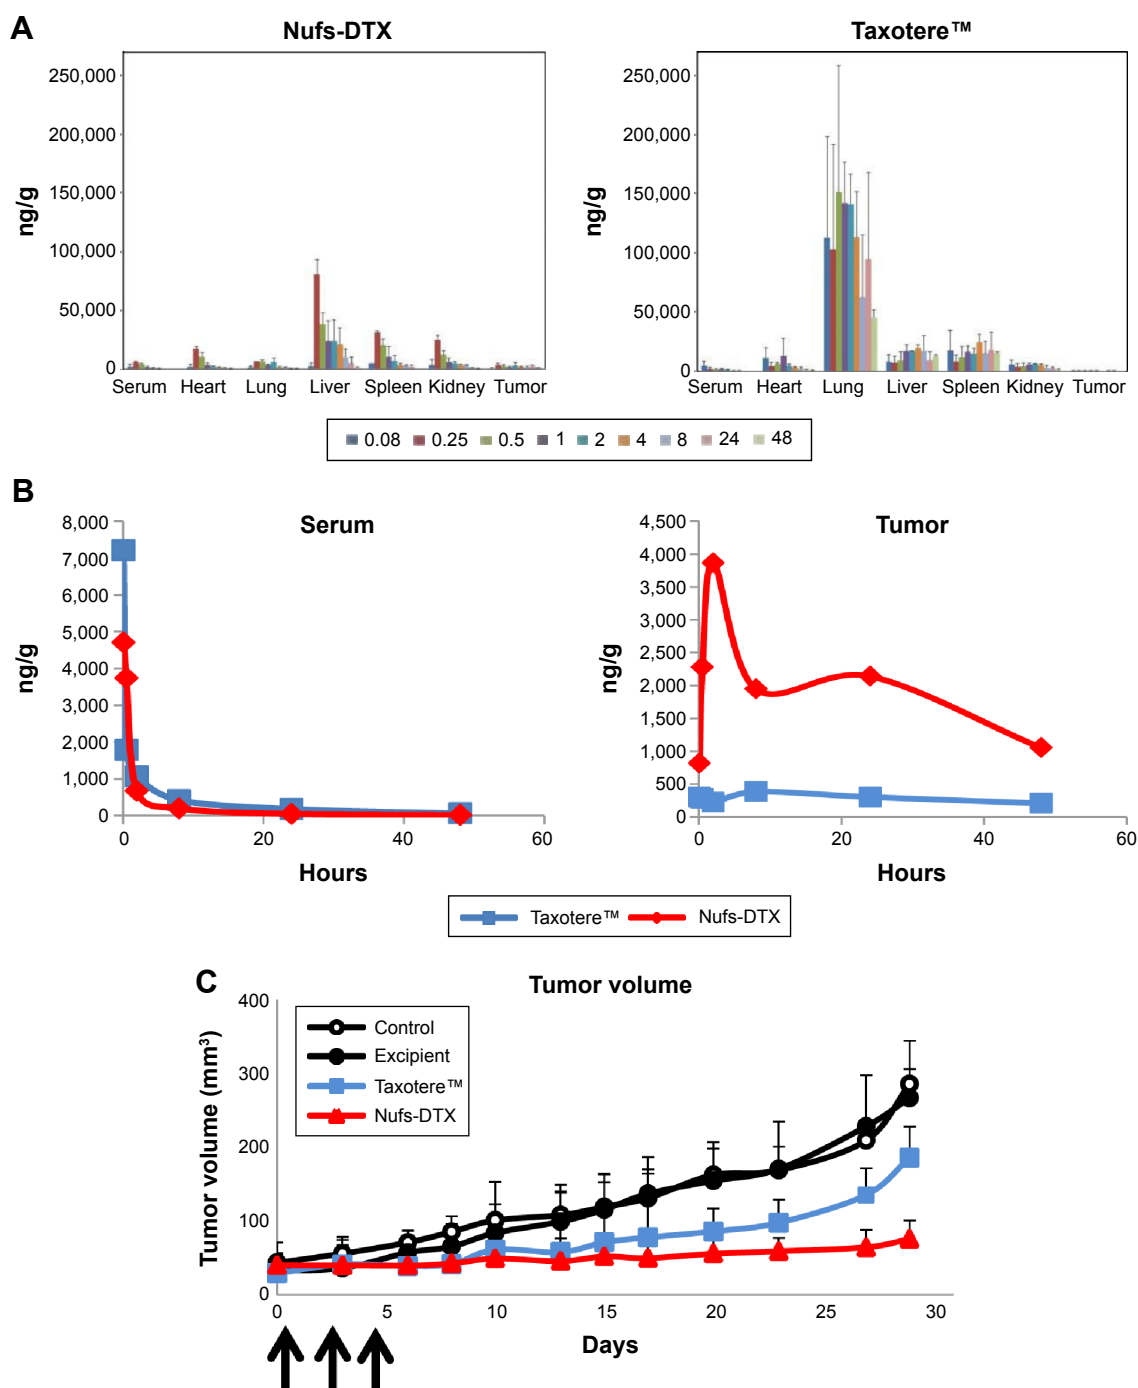 A
Nufs-DTX
Taxotere™
ng/g
250,000
200,000
150,000
100,000
50,000
0
Serum Heart Lung Liver Spleen Kidney Tumor
ng/g
250,000
200,000
150,000
100,000
50,000
0
Serum Heart Lung Liver Spleen Kidney Tumor
0.08 0.25 0.5 1 2 4 8 24 48
B
Serum
ng/g
8,000
7,000
6,000
5,000
4,000
3,000
2,000
1,000
0
0 20 40 60
Hours
Tumor
ng/g
4,500
4,000
3,500
3,000
2,500
2,000
1,500
1,000
500
0
0 20 40 60
Hours
Taxotere™ Nufs-DTX
C
Tumor volume
Tumor volume (mm³)
400
300
200
100
0
Control
Excipient
Taxotere™
Nufs-DTX
0 5 10 15 20 25 30
Days